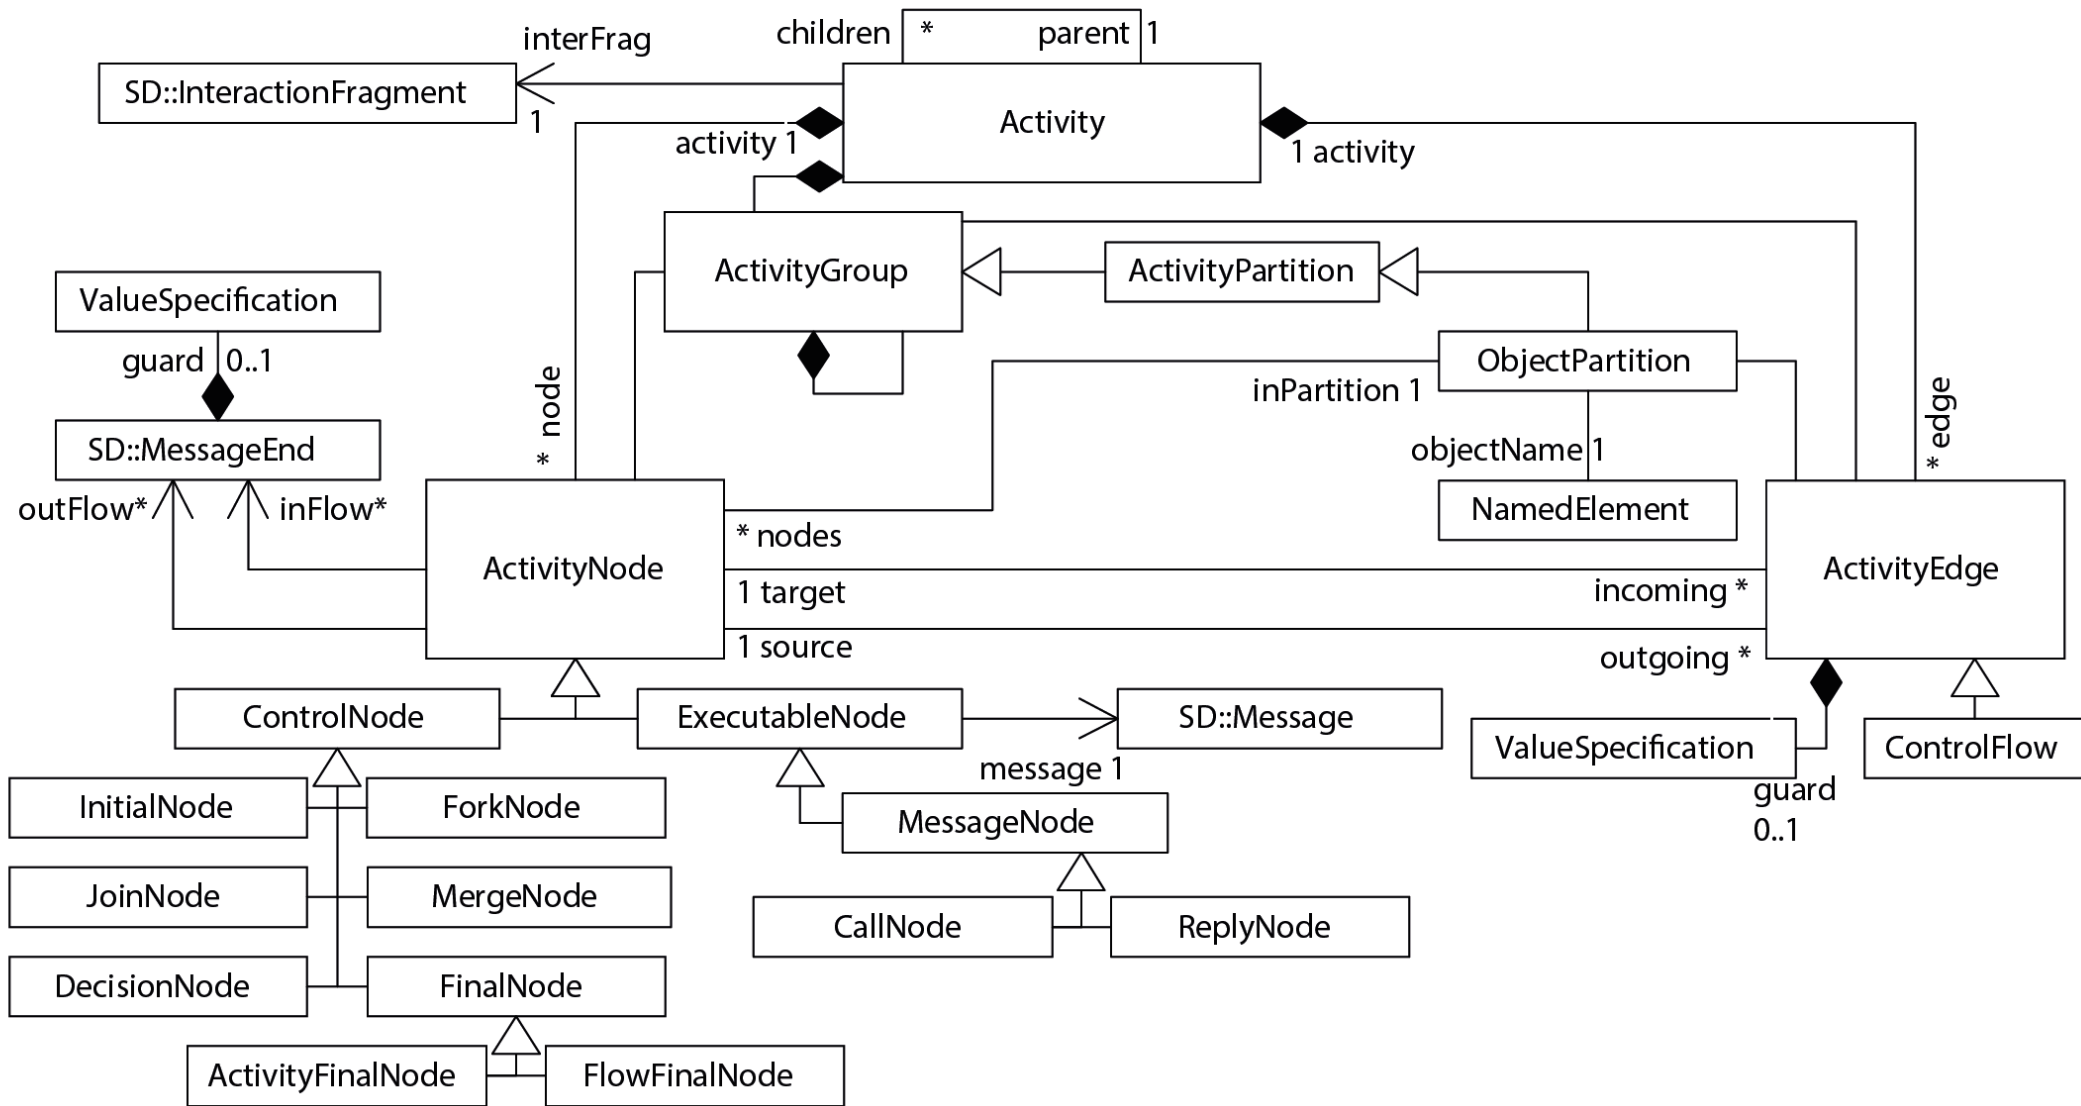 children * parent 1
interFrag
SD::InteractionFragment
1
Activity
activity 1
1 activity
ActivityGroup
ActivityPartition
ValueSpecification
guard 0..1
ObjectPartition
inPartition 1
* node
* edge
SD::MessageEnd
objectName 1
outFlow*
inFlow*
NamedElement
* nodes
ActivityNode
ActivityEdge
1 target
incoming *
1 source
outgoing *
ControlNode
ExecutableNode
SD::Message
ValueSpecification
ControlFlow
message 1
guard
0..1
InitialNode
ForkNode
MessageNode
JoinNode
MergeNode
CallNode
ReplyNode
DecisionNode
FinalNode
ActivityFinalNode
FlowFinalNode